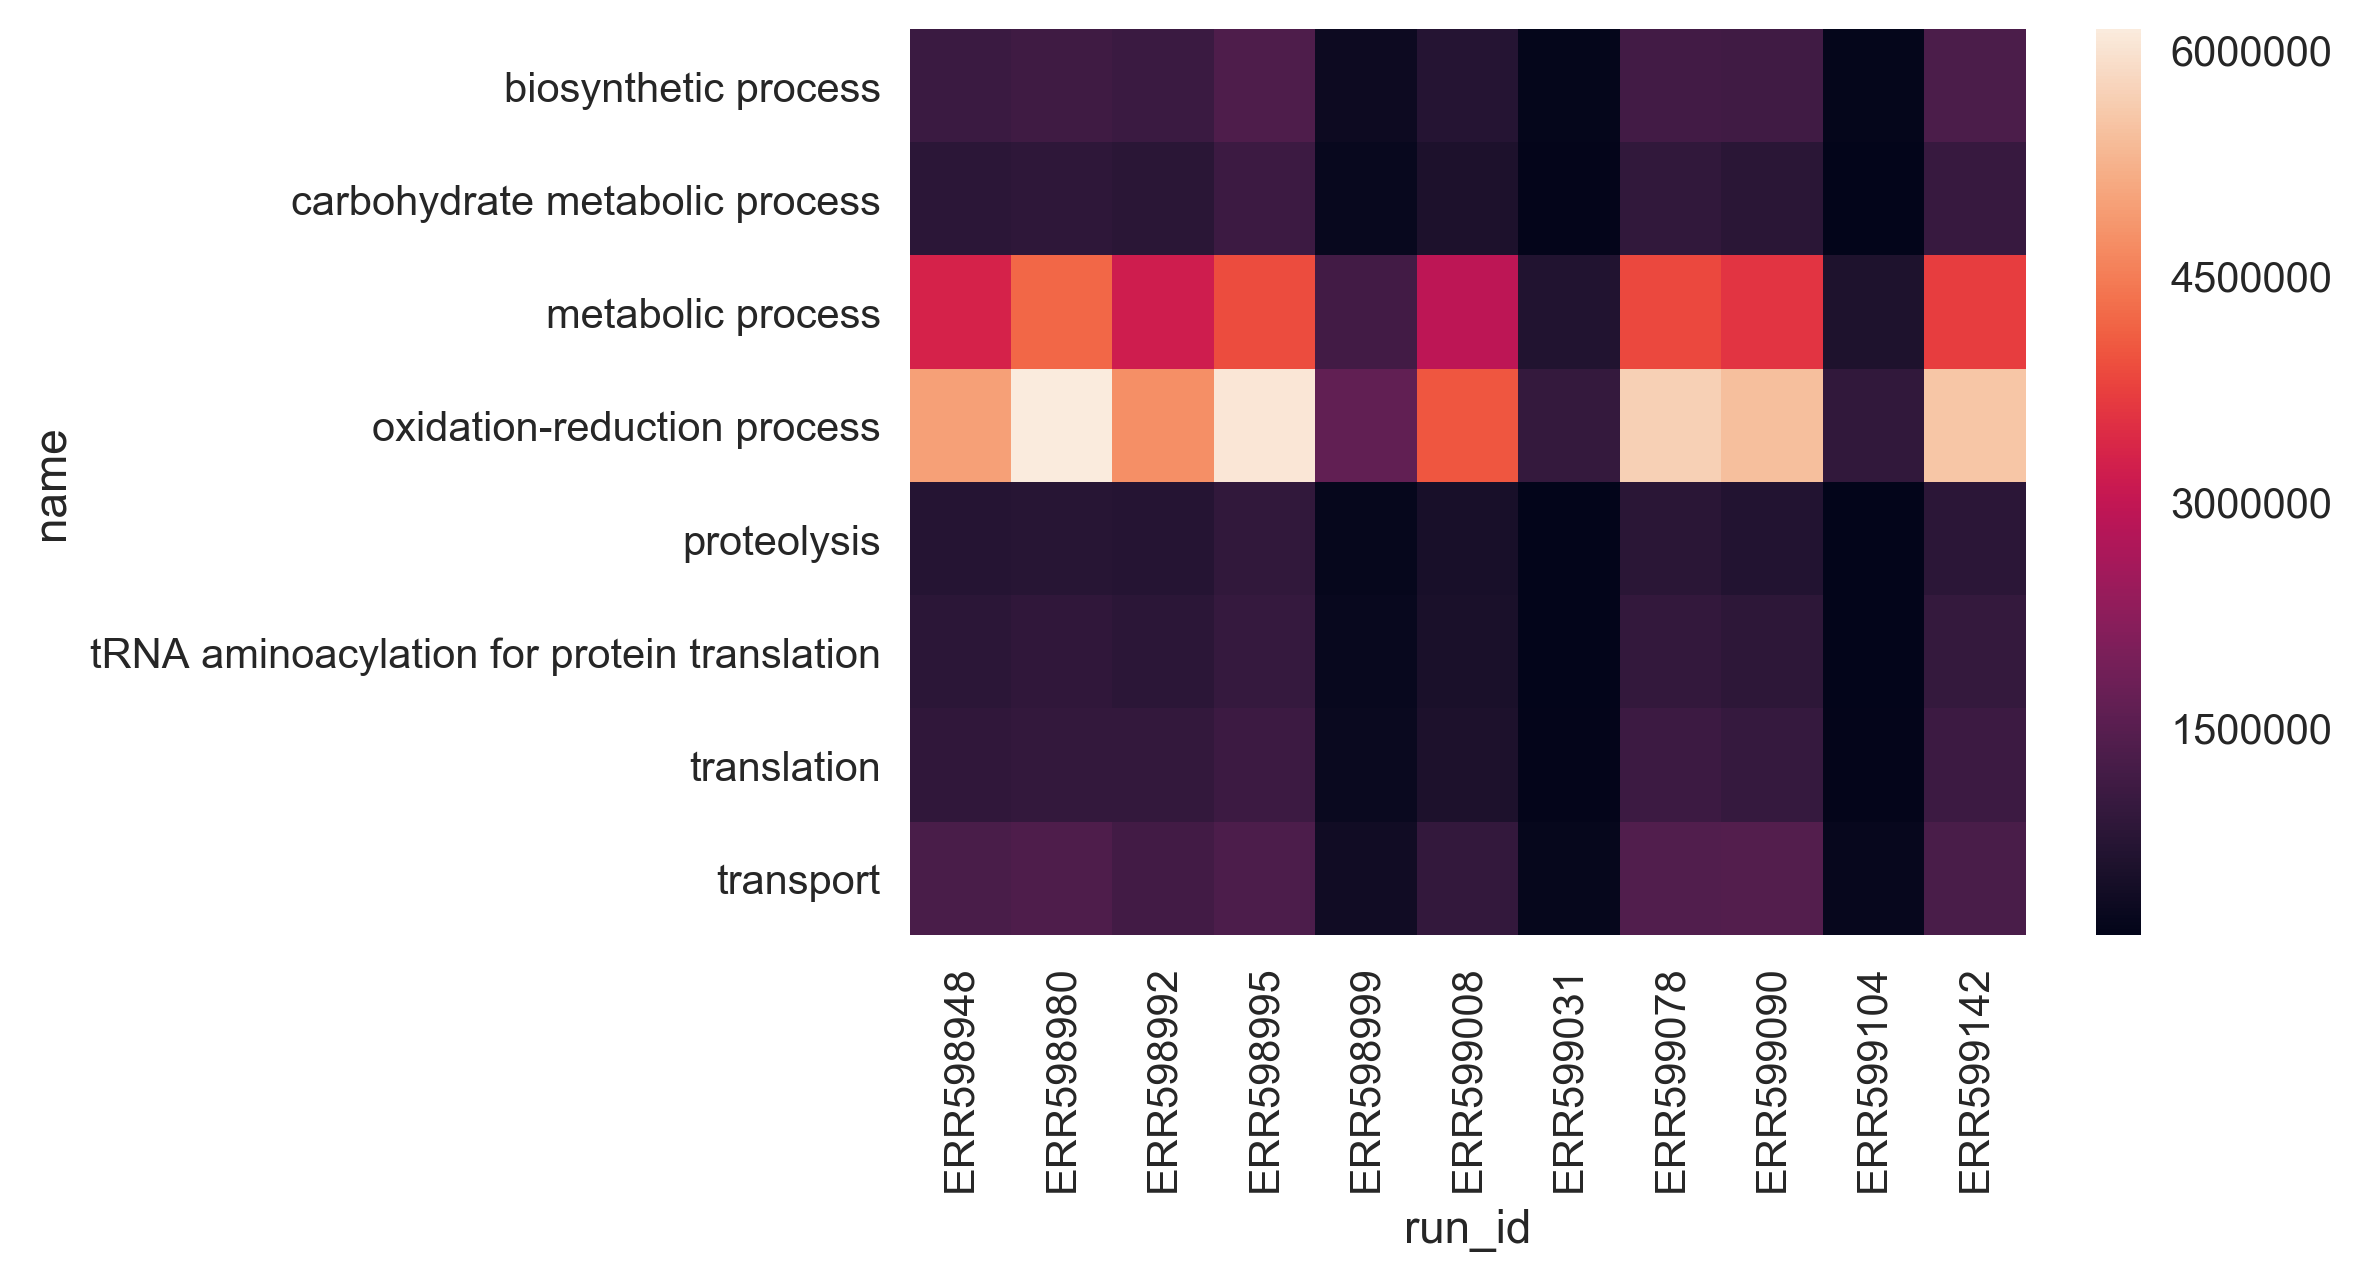 name
biosynthetic process
carbohydrate metabolic process
metabolic process
oxidation-reduction process
proteolysis
tRNA aminoacylation for protein translation
translation
transport
6000000
4500000
3000000
1500000
ERR598948
ERR598980
ERR598992
ERR598995
ERR598999
ERR599008
ERR599031
ERR599078
ERR599090
ERR599104
ERR599142
run_id